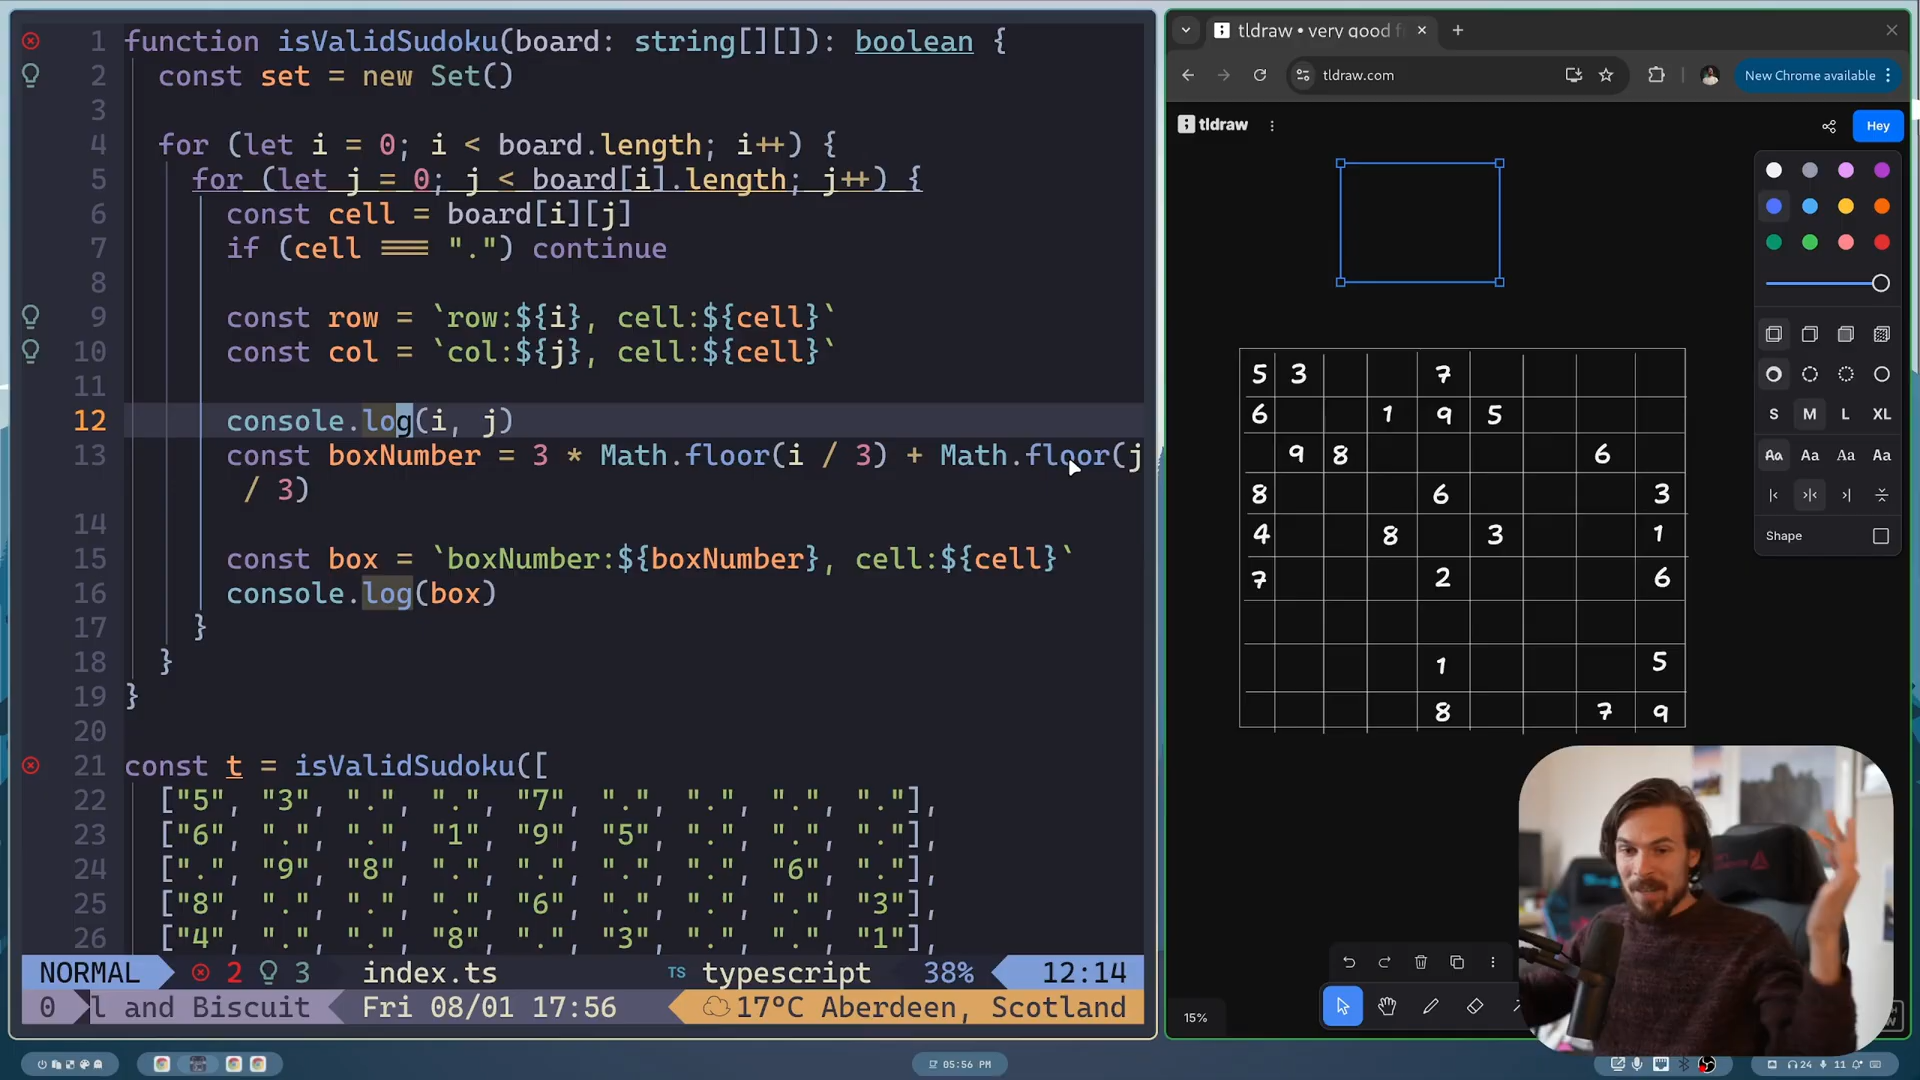 1 function isValidSudoku(board: string[][]): boolean {
2 const set = new Set()
3
4 for (let i = 0; i < board.length; i++) {
5 for (let j = 0; j < board[i].length; j++) {
6 const cell = board[i][j]
7 if (cell === ".") continue
8
9 const row = `row:${i}, cell:${cell}`
10 const col = `col:${j}, cell:${cell}`
11
12 console.log(i, j)
13 const boxNumber = 3 * Math.floor(i / 3) + Math.floor(j
/ 3)
14
15 const box = `boxNumber:${boxNumber}, cell:${cell}`
16 console.log(box)
17 }
18 }
19 }
20
21 const t = isValidSudoku([
22 ["5", "3", ".", ".", "7", ".", ".", ".", "."],
23 ["6", ".", ".", "1", "9", "5", ".", ".", "."],
24 [".", "9", "8", ".", ".", ".", ".", "6", "."],
25 ["8", ".", ".", ".", "6", ".", ".", ".", "3"],
26 ["4", ".", ".", "8", ".", "3", ".", ".", "1"],
NORMAL 2 3 index.ts TS typescript 38% 12:14
0 l and Biscuit Fri 08/01 17:56 17°C Aberdeen, Scotland
tldraw • very good f
tldraw.com New Chrome available
tldraw Hey
S M L XL
Aa Aa Aa Aa
Shape
5 3 7
6 1 9 5
9 8 6
8 6 3
4 8 3 1
7 2 6
1 5
8 7 9
15%
05:56 PM
24 11